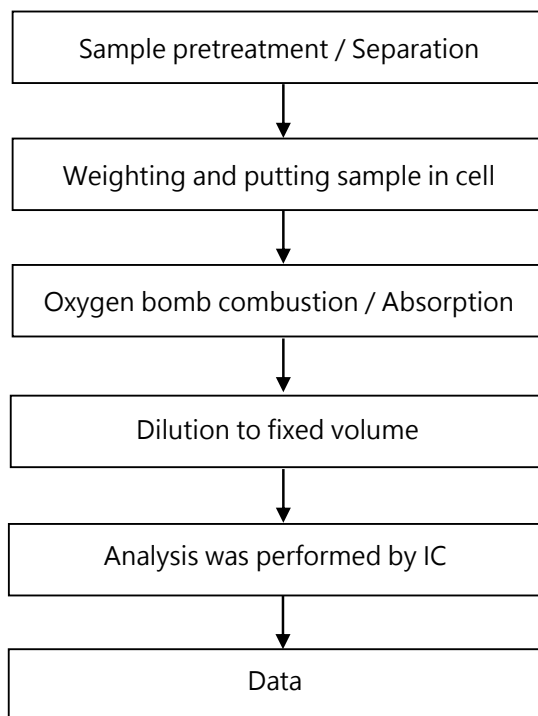 Sample pretreatment / Separation
Weighting and putting sample in cell
Oxygen bomb combustion / Absorption
Dilution to fixed volume
Analysis was performed by IC
Data